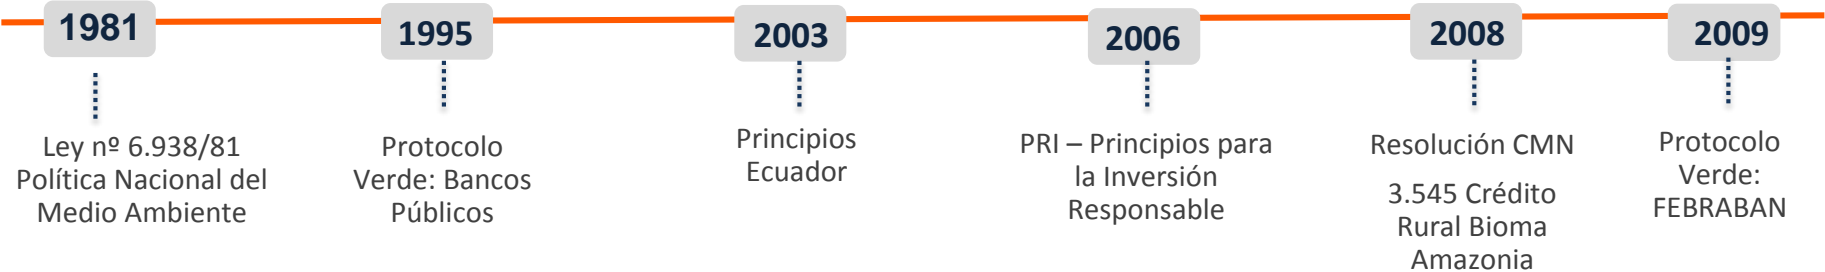 1981
Ley nº 6.938/81
Política Nacional del
Medio Ambiente
1995
Protocolo
Verde: Bancos
Públicos
2003
Principios
Ecuador
2006
PRI – Principios para
la Inversión
Responsable
2008
Resolución CMN
3.545 Crédito
Rural Bioma
Amazonia
2009
Protocolo
Verde:
FEBRABAN